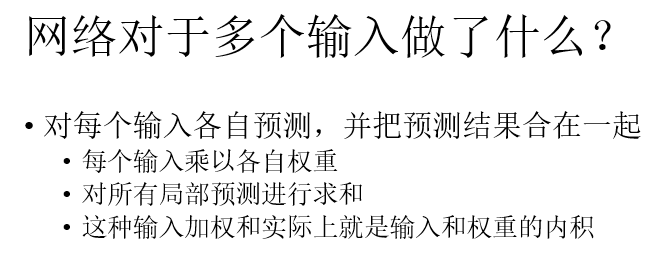 网络对于多个输入做了什么？
• 对每个输入各自预测，并把预测结果合在一起
• 每个输入乘以各自权重
• 对所有局部预测进行求和
• 这种输入加权和实际上就是输入和权重的内积